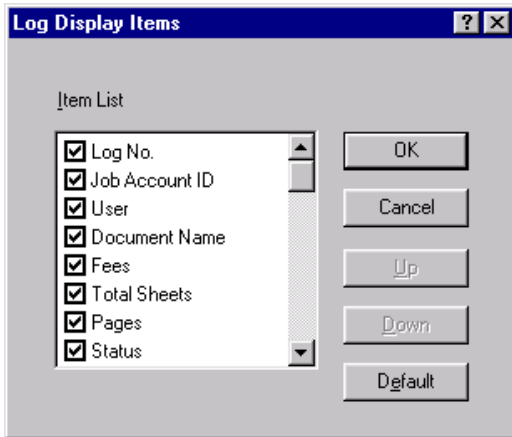 Log Display Items
Item List
Log No.
Job Account ID
User
Document Name
Fees
Total Sheets
Pages
Status
OK
Cancel
Up
Down
Default